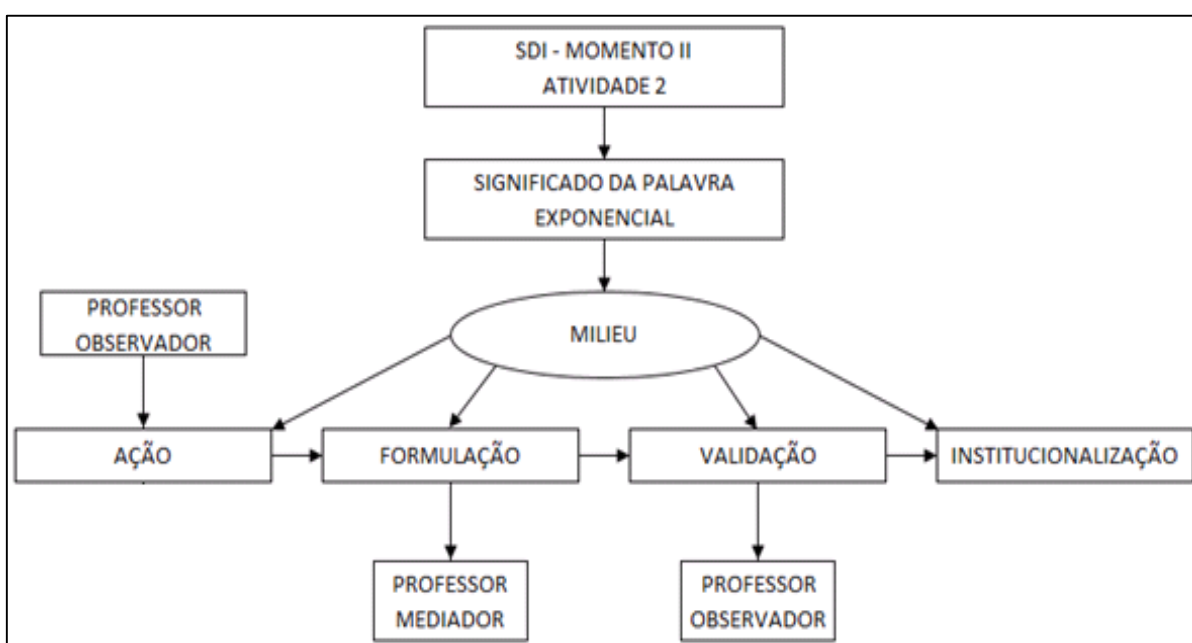 SDI - MOMENTO II
ATIVIDADE 2
SIGNIFICADO DA PALAVRA
EXPONENCIAL
PROFESSOR
OBSERVADOR
MILIEU
AÇÃO
FORMULAÇÃO
VALIDAÇÃO
INSTITUCIONALIZAÇÃO
PROFESSOR
MEDIADOR
PROFESSOR
OBSERVADOR